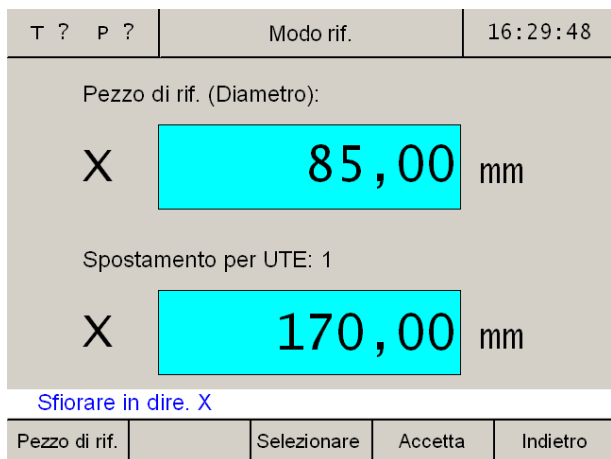 T ? P ? Modo rif. 16:29:48
Pezzo di rif. (Diametro):
X 85,00 mm
Spostamento per UTE: 1
X 170,00 mm
Sfiorare in dire. X
Pezzo di rif. Selezionare Accetta Indietro